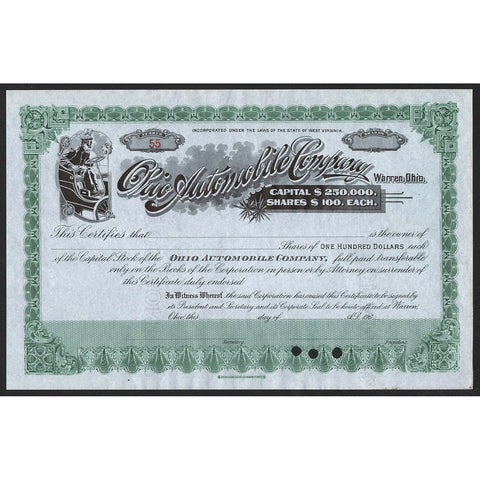 INCORPORATED UNDER THE LAWS OF THE STATE OF WEST VIRGINIA.
55
Ohio Automobile Company,
Warren, Ohio.
CAPITAL $ 250,000.
SHARES $ 100. EACH.
This Certifies that is the owner of
Shares of ONE HUNDRED DOLLARS each
of the Capital Stock of the OHIO AUTOMOBILE COMPANY, full paid transferable
only on the Books of the Corporation in person or by Attorney on surrender of
this Certificate duly endorsed
In Witness Whereof, the said Corporation has caused this Certificate to be signed by
its President and Secretary and its Corporate Seal to be hereto affixed at Warren,
Ohio this day of A.D. 190
Secretary President